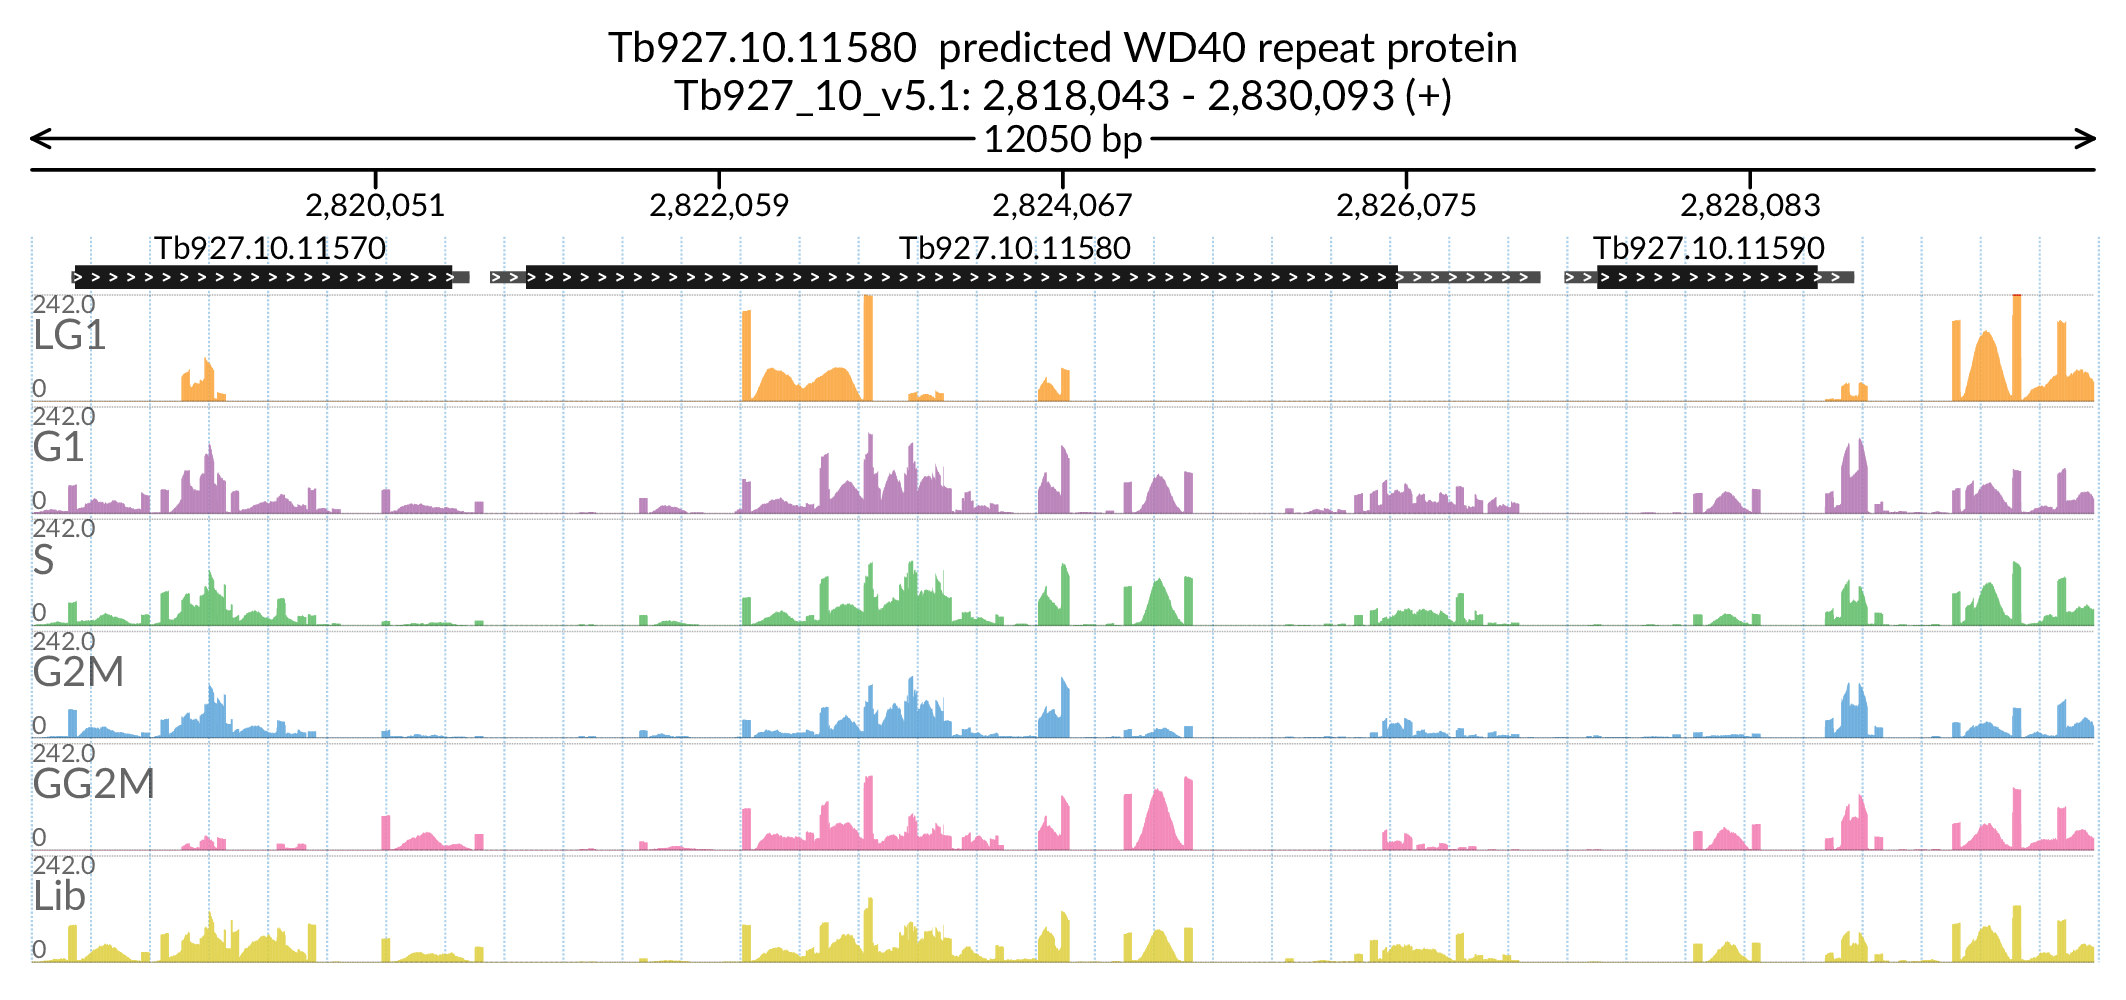 Tb927.10.11580 predicted WD40 repeat protein
Tb927_10_v5.1: 2,818,043 - 2,830,093 (+)
12050 bp
2,820,051 2,822,059 2,824,067 2,826,075 2,828,083
Tb927.10.11570 Tb927.10.11580 Tb927.10.11590
242.0
LG1
0
242.0
G1
0
242.0
S
0
242.0
G2M
0
242.0
GG2M
0
242.0
Lib
0